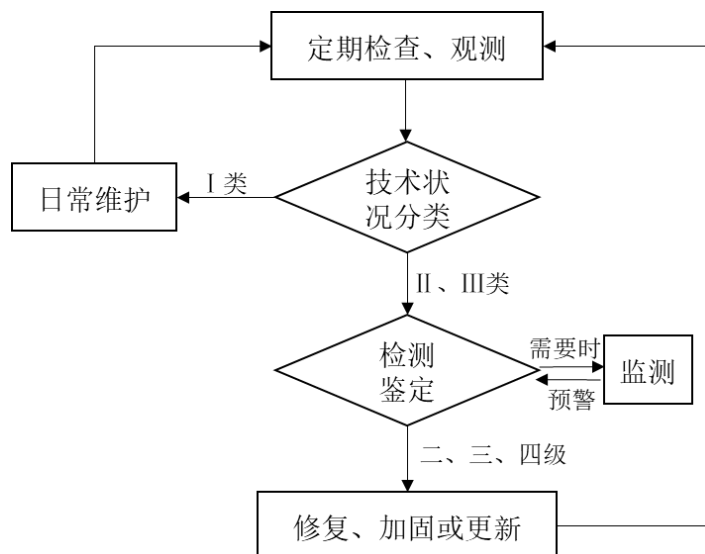 定期检查、观测
日常维护
Ⅰ类
技术状
况分类
Ⅱ、Ⅲ类
检测
鉴定
需要时
预警
监测
二、三、四级
修复、加固或更新